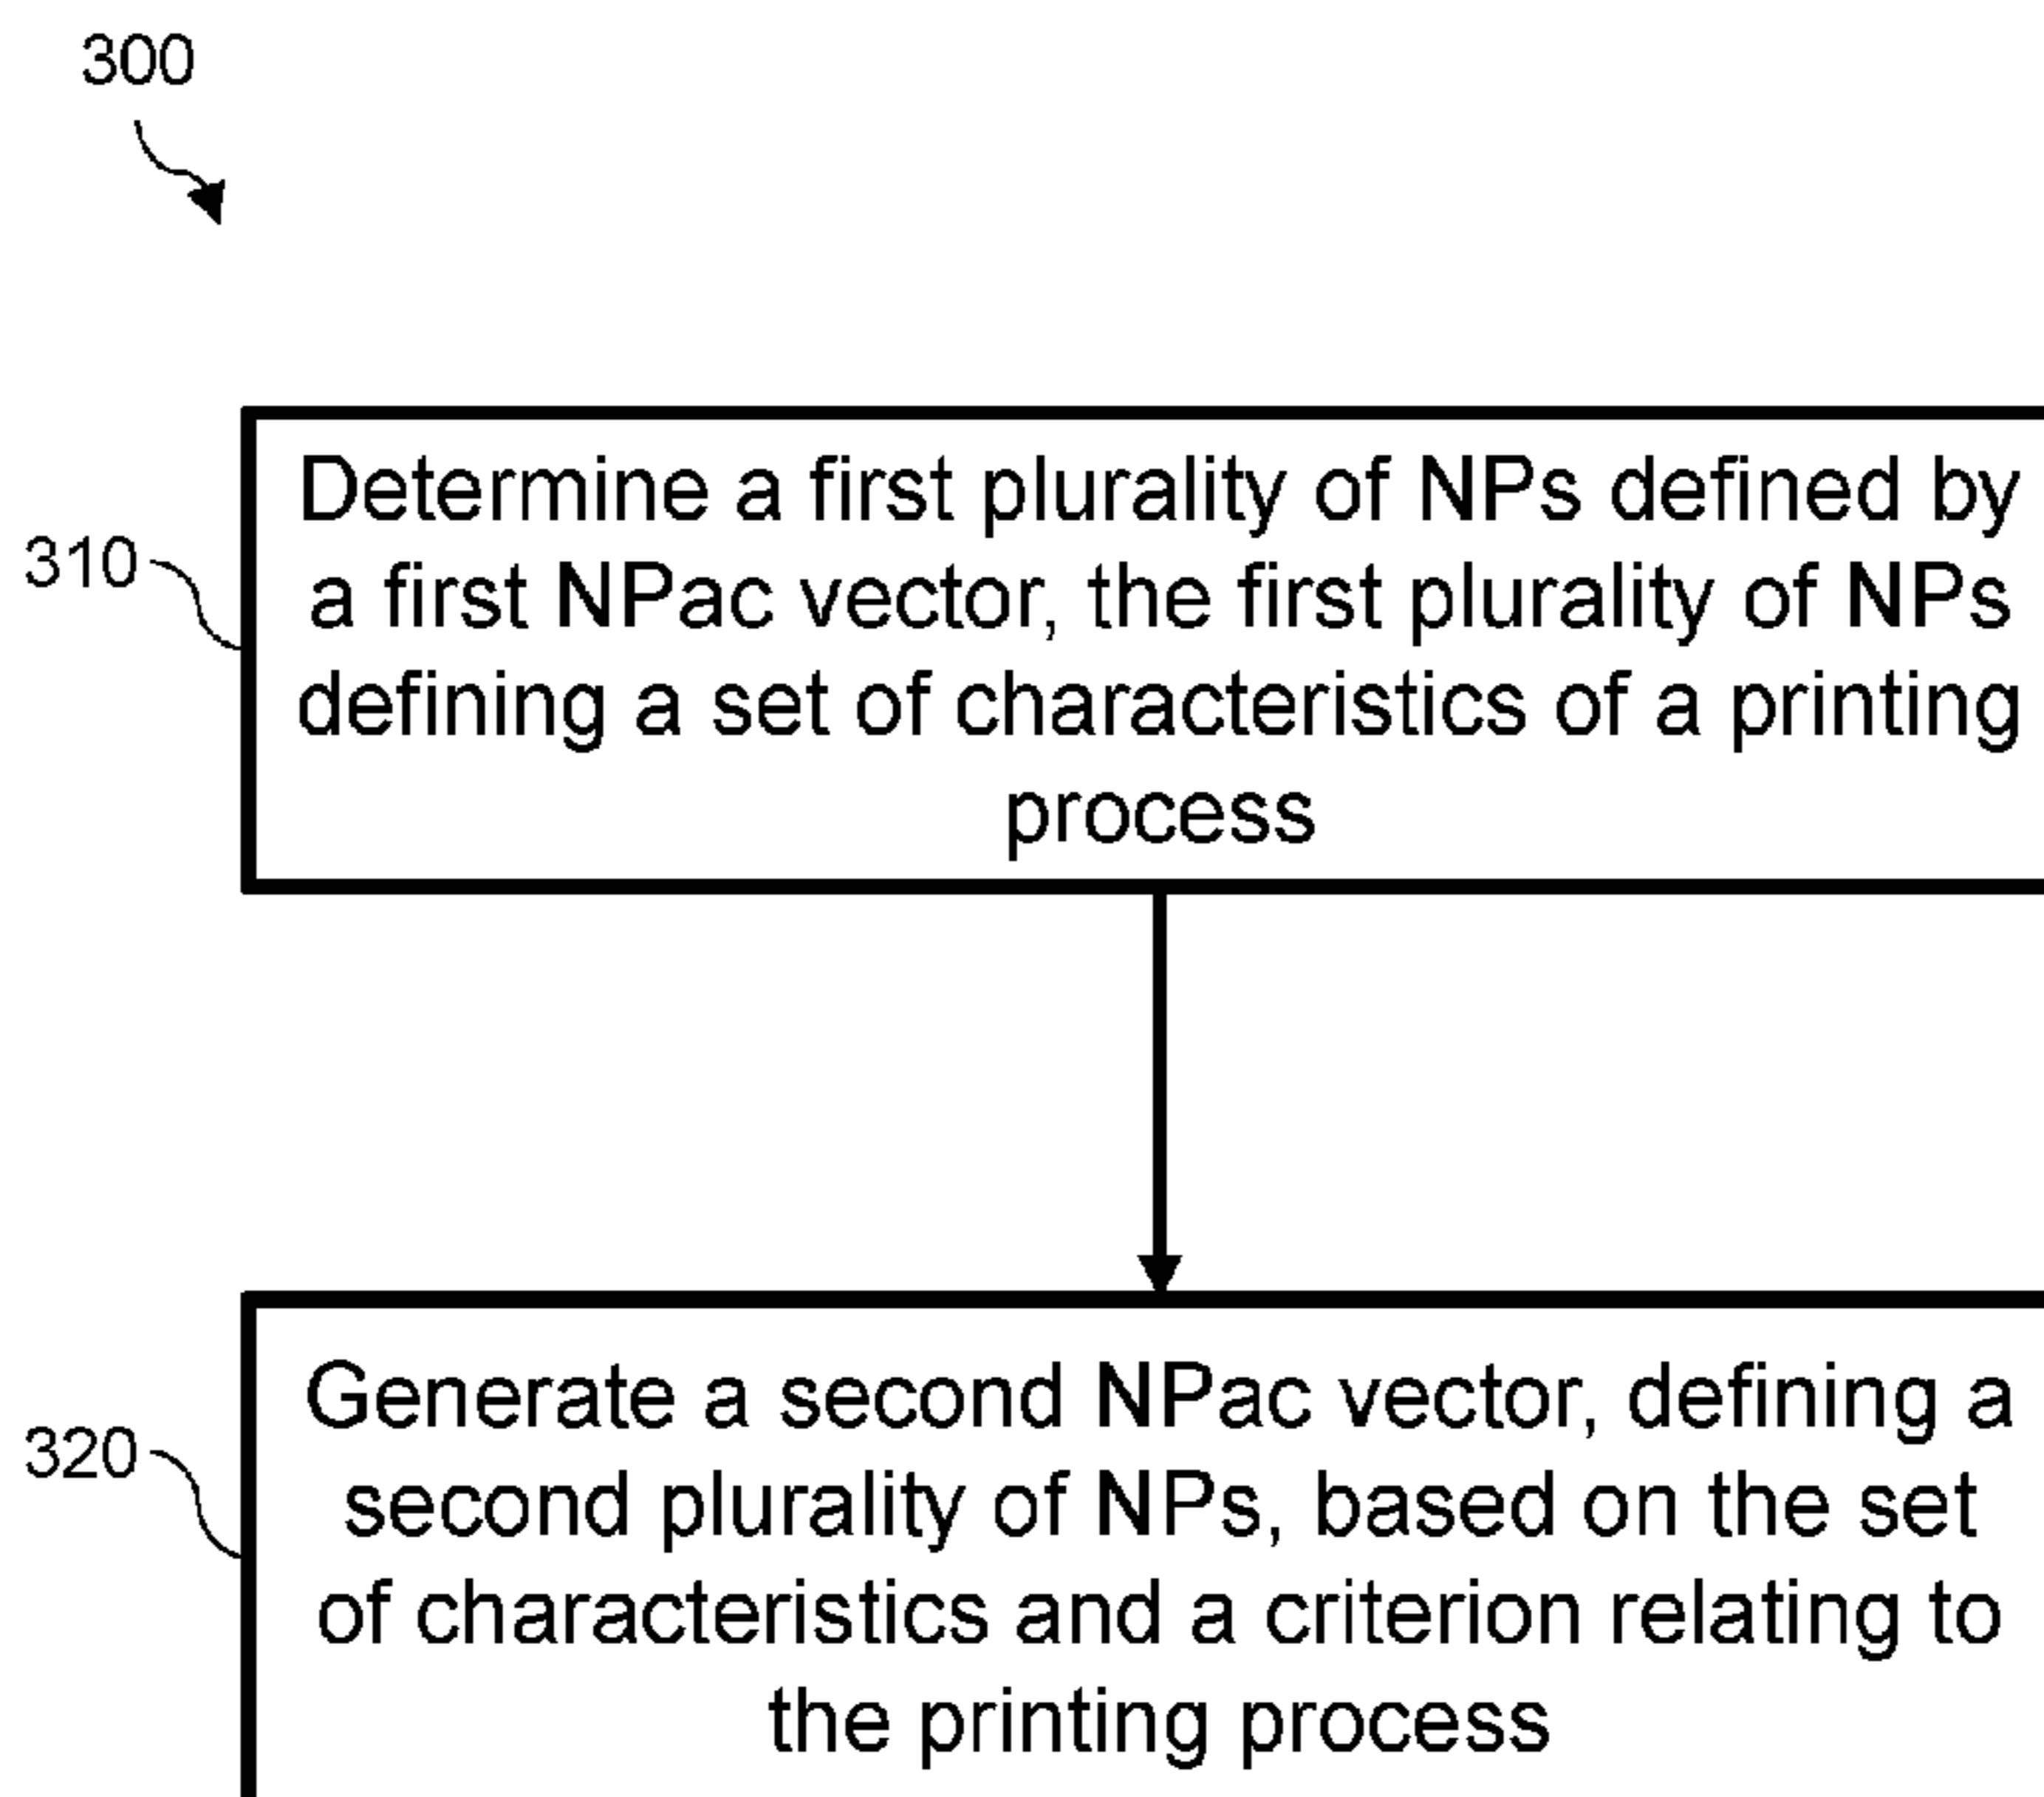 300
310
Determine a first plurality of NPs defined by
a first NPac vector, the first plurality of NPs
defining a set of characteristics of a printing
process
320
Generate a second NPac vector, defining a
second plurality of NPs, based on the set
of characteristics and a criterion relating to
the printing process